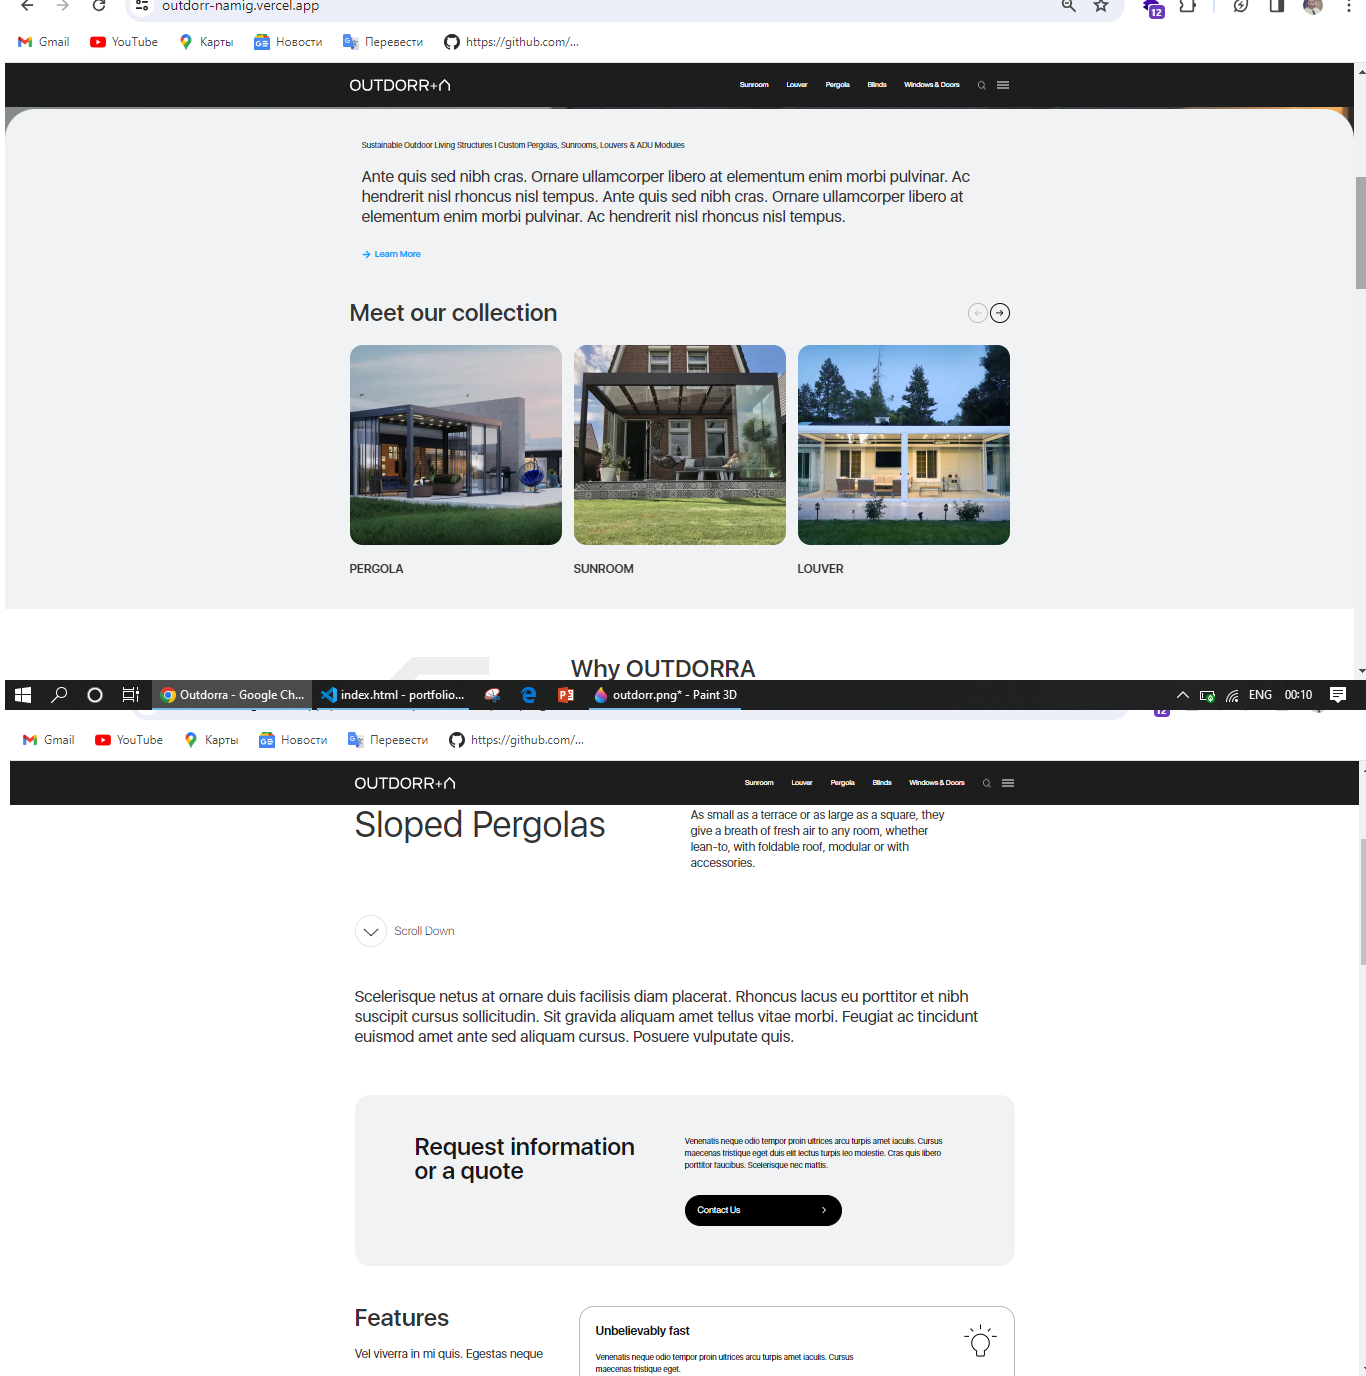 outdorr-namig.vercel.app
12
Gmail YouTube Карты Новости Перевести https://github.com/...
OUTDORR+ Sunroom Louver Pergola Blinds Windows & Doors
Sustainable Outdoor Living Structures I Custom Pergolas, Sunrooms, Louvers & ADU Modules
Ante quis sed nibh cras. Ornare ullamcorper libero at elementum enim morbi pulvinar. Ac
hendrerit nisl rhoncus nisl tempus. Ante quis sed nibh cras. Ornare ullamcorper libero at
elementum enim morbi pulvinar. Ac hendrerit nisl rhoncus nisl tempus.
Learn More
Meet our collection
PERGOLA SUNROOM LOUVER
Why OUTDORRA
Outdorra - Google Ch... index.html - portfolio... outdorr.png* - Paint 3D ENG 00:10
12
Gmail YouTube Карты Новости Перевести https://github.com/...
OUTDORR+ Sunroom Louver Pergola Blinds Windows & Doors
Sloped Pergolas
As small as a terrace or as large as a square, they
give a breath of fresh air to any room, whether
lean-to, with foldable roof, modular or with
accessories.
Scroll Down
Scelerisque netus at ornare duis facilisis diam placerat. Rhoncus lacus eu porttitor et nibh
suscipit cursus sollicitudin. Sit gravida aliquam amet tellus vitae morbi. Feugiat ac tincidunt
euismod amet ante sed aliquam cursus. Posuere vulputate quis.
Request information
or a quote
Venenatis neque odio tempor proin ultrices arcu turpis amet iaculis. Cursus
maecenas tristique eget duis elit lectus turpis leo molestie. Cras quis libero
porttitor faucibus. Scelerisque nec mattis.
Contact Us
Features
Vel viverra in mi quis. Egestas neque
Unbelievably fast
Venenatis neque odio tempor proin ultrices arcu turpis amet iaculis. Cursus
maecenas tristique eget.